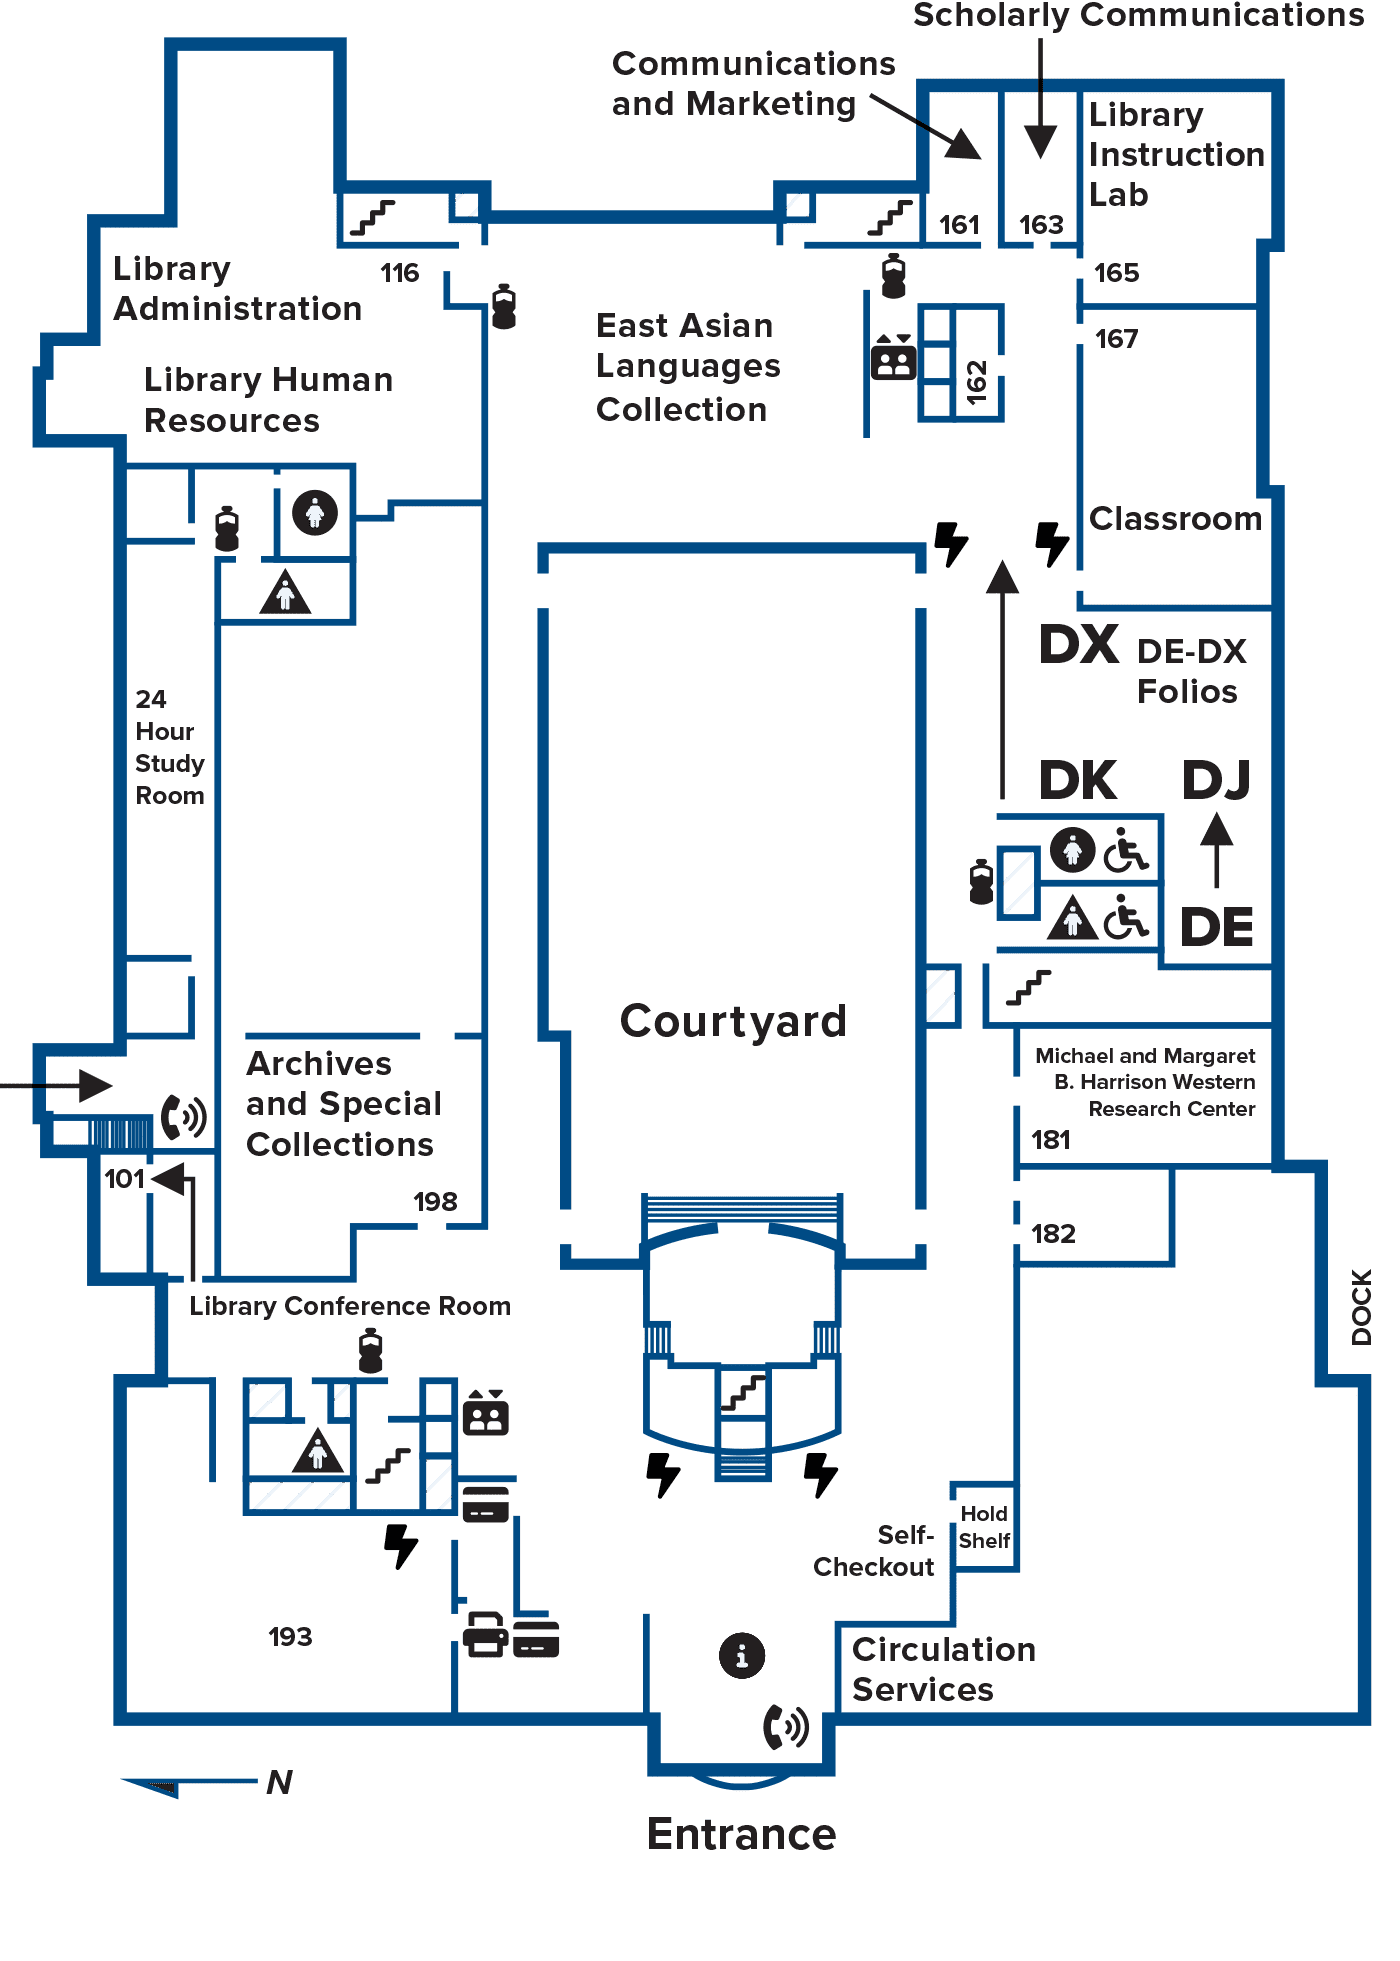 Scholarly Communications
Communications
and Marketing
Library
Instruction
Lab
161
163
165
167
162
116
Library
Administration
Library Human
Resources
East Asian
Languages
Collection
Classroom
DX
DE-DX
Folios
DK
DJ
DE
24
Hour
Study
Room
Courtyard
Archives
and Special
Collections
198
101
Library Conference Room
Michael and Margaret
B. Harrison Western
Research Center
181
182
DOCK
Hold
Shelf
Self-
Checkout
193
i
Circulation
Services
N
Entrance